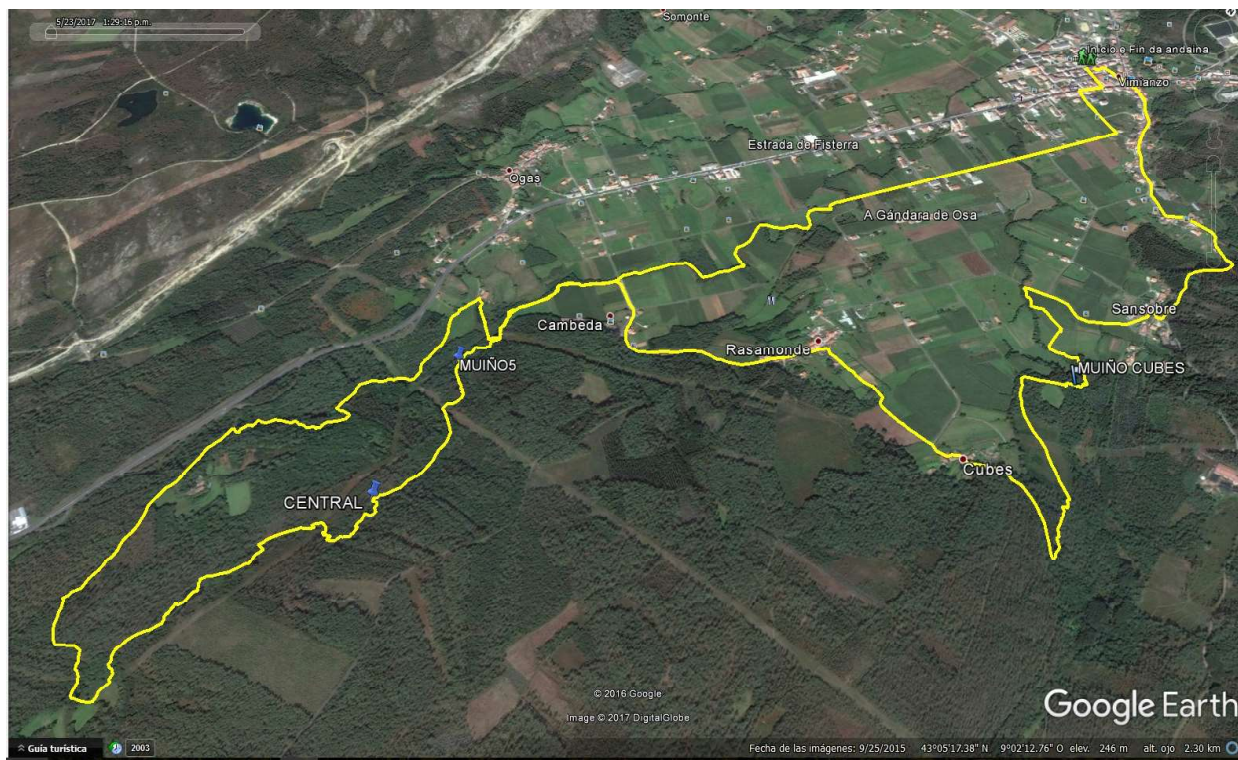 5/23/2017 1:29:16 p.m.
Somonte
Inicio e Fin da andaina
Vimianzo
Estrada de Fisterra
Ogas
A Gándara de Osa
Sansobre
Cambeda
Rasamonde
MUIÑO5
MUIÑO CUBES
Cubes
CENTRAL
© 2016 Google
Google Earth
Image © 2017 DigitalGlobe
Guía turística
2003
Fecha de las imágenes: 9/25/2015 43°05'17.38" N 9°02'12.76" O elev. 246 m alt. ojo 2.30 km